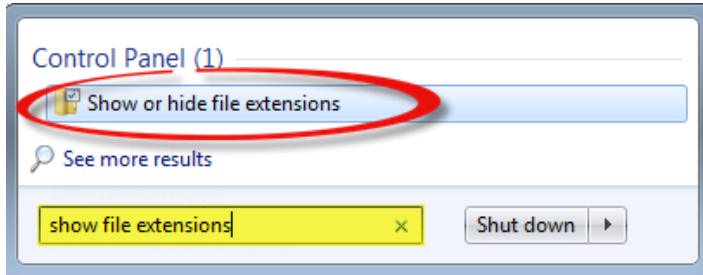 Control Panel (1)
Show or hide file extensions
See more results
show file extensions
Shut down